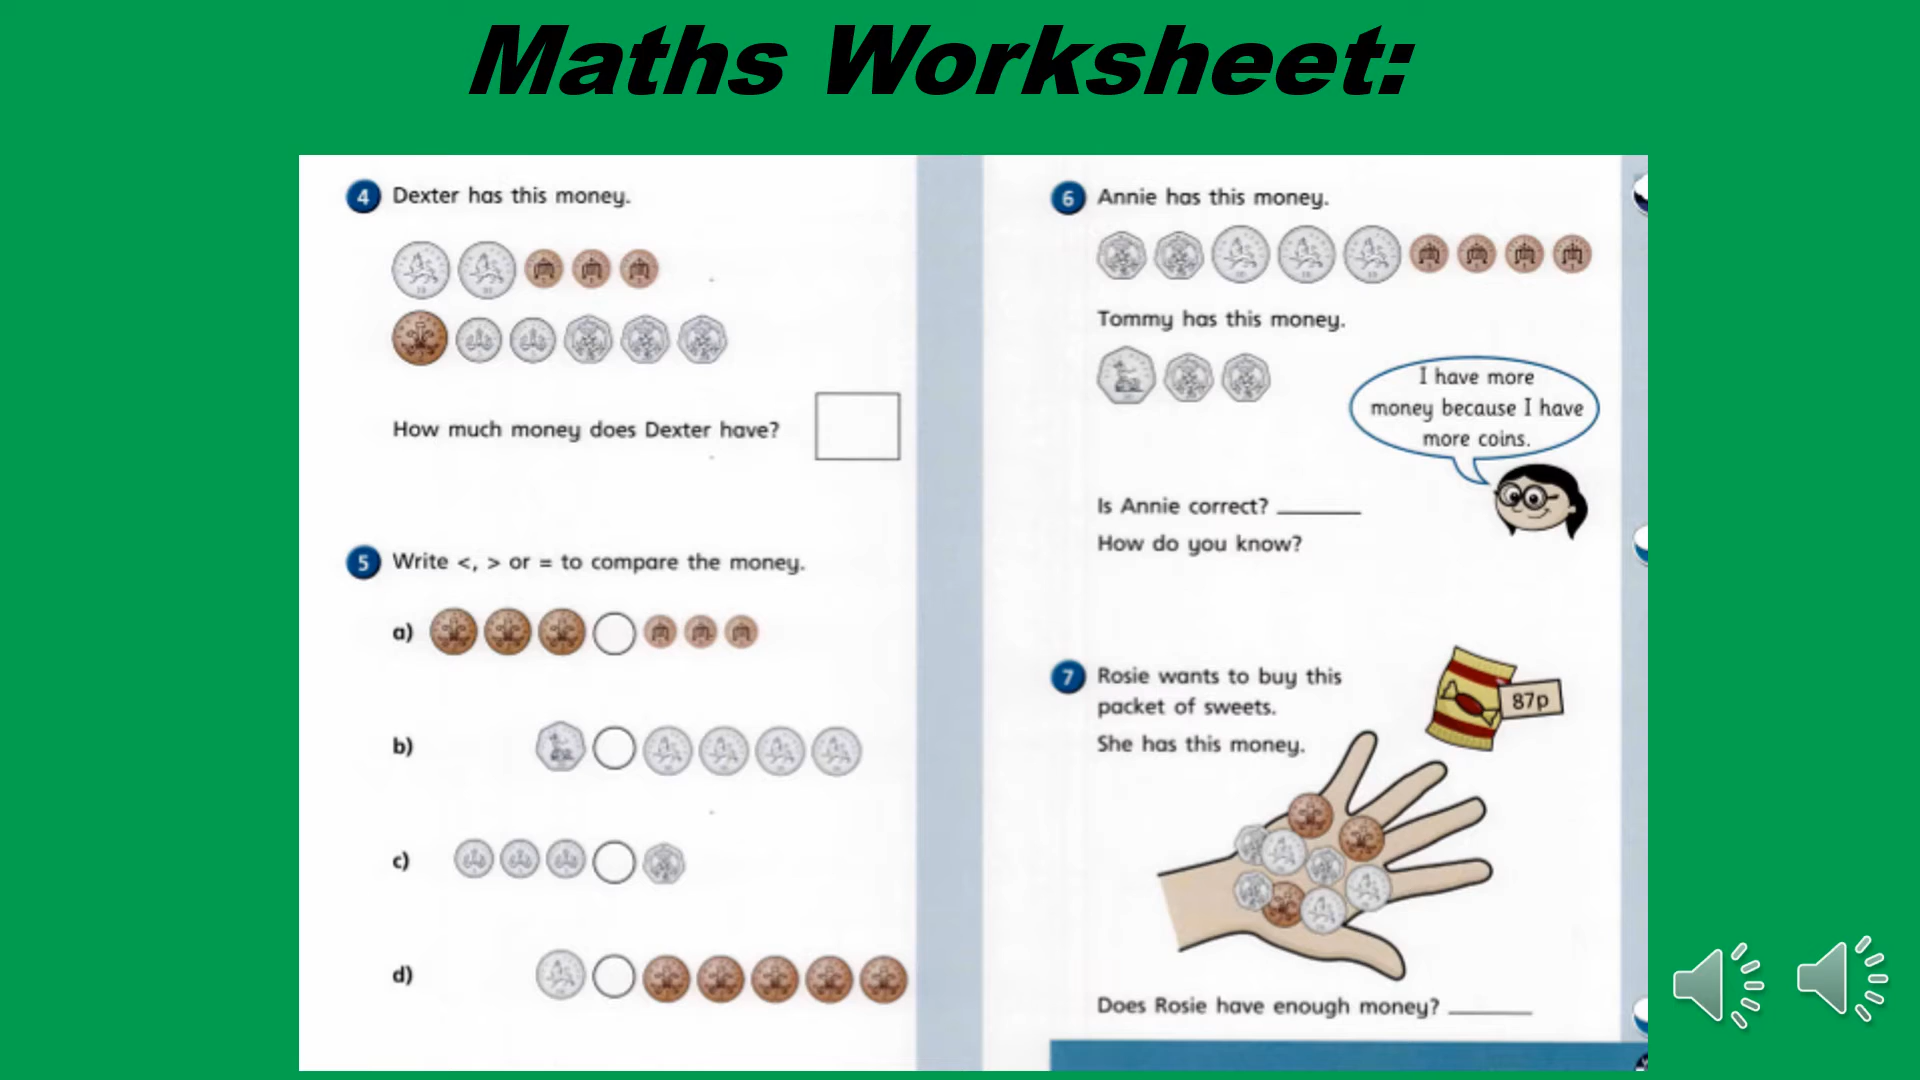 Maths Worksheet:
4 Dexter has this money.
How much money does Dexter have?
5 Write <, > or = to compare the money.
a)
b)
c)
d)
6 Annie has this money.
Tommy has this money.
I have more
money because I have
more coins.
Is Annie correct?
How do you know?
7 Rosie wants to buy this
packet of sweets.
She has this money.
87p
Does Rosie have enough money?